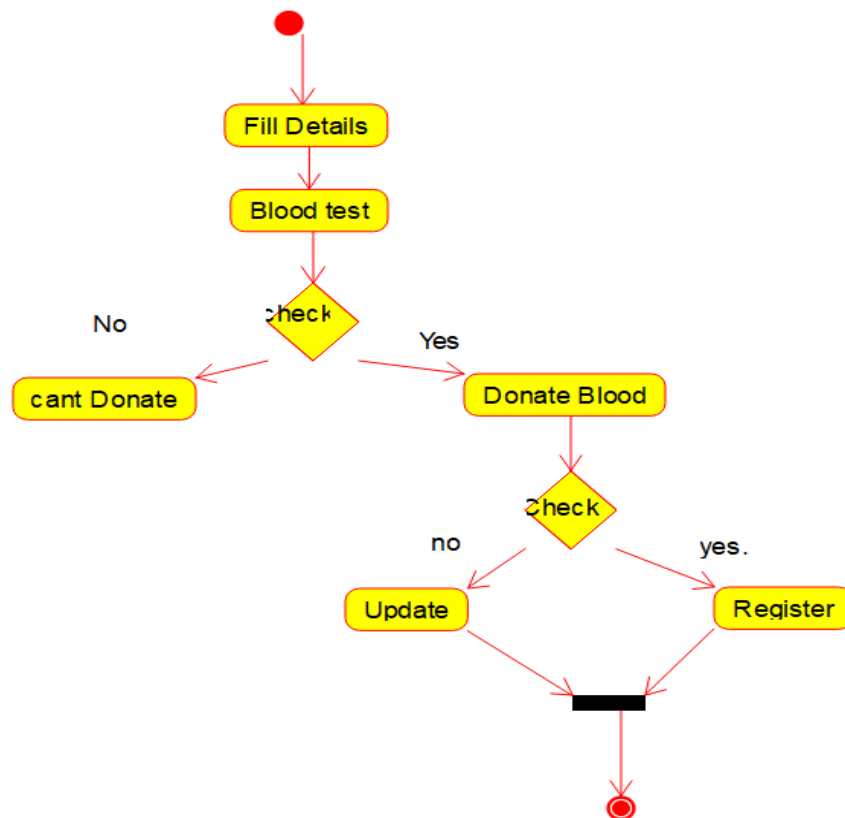 Fill Details
Blood test
check
No
Yes
cant Donate
Donate Blood
Check
no
yes.
Update
Register